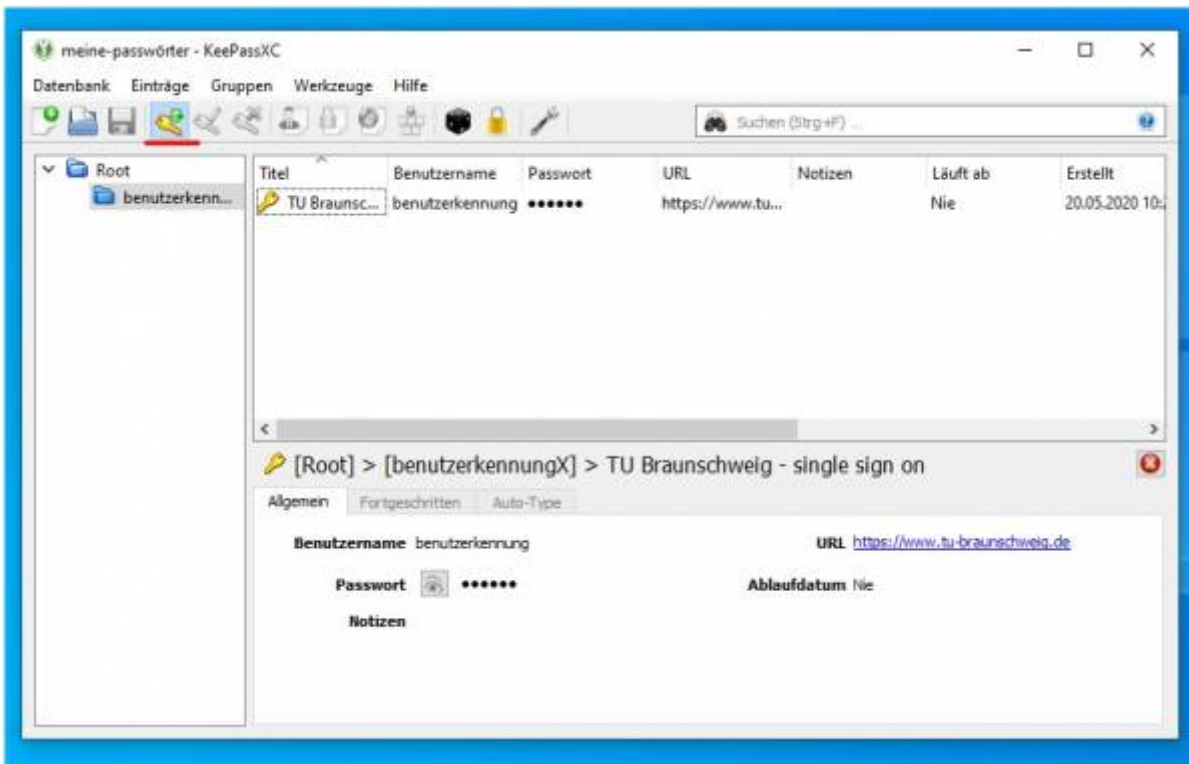 meine-passwörter - KeePassXC
Datenbank Einträge Gruppen Werkzeuge Hilfe
Suchen (Strg+F) ...
Root
benutzerkenn...
Titel Benutzername Passwort URL Notizen Läuft ab Erstellt
TU Braunsc... benutzerkennung ●●●●●● https://www.tu... Nie 20.05.2020 10:
[Root] > [benutzerkennungX] > TU Braunschweig - single sign on
Allgemein Fortgeschritten Auto-Type
Benutzername benutzerkennung URL https://www.tu-braunschweig.de
Passwort ●●●●●● Ablaufdatum Nie
Notizen